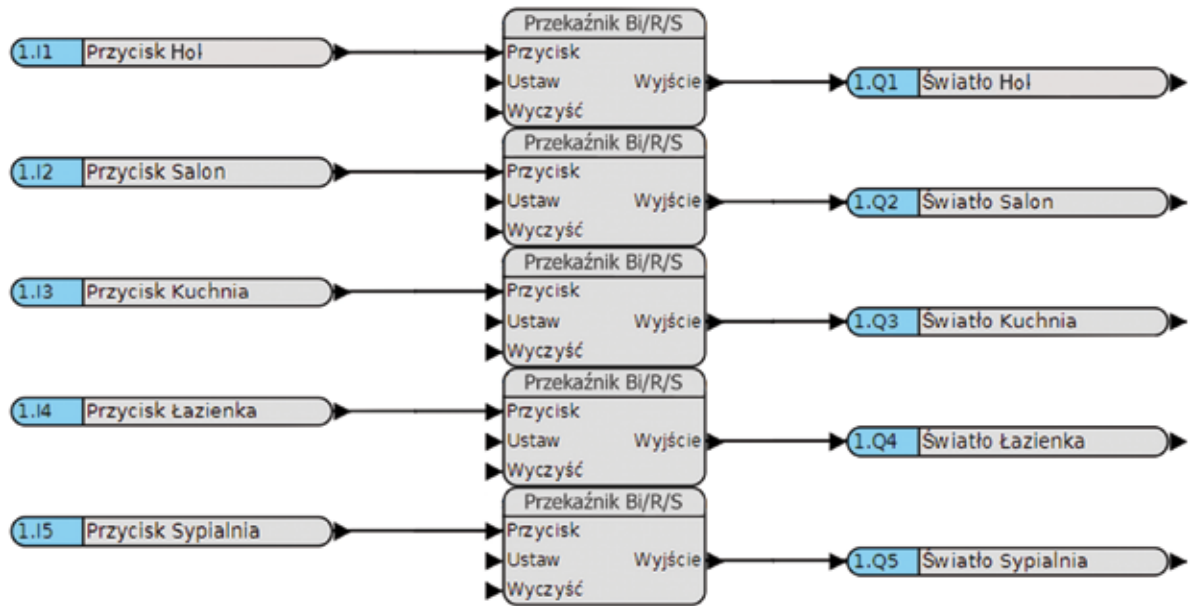 Przekaźnik Bi/R/S
1.I1 Przycisk Hol
Przycisk
Ustaw Wyjście
1.Q1 Światło Hol
Wyczyść
Przekaźnik Bi/R/S
1.I2 Przycisk Salon
Przycisk
Ustaw Wyjście
1.Q2 Światło Salon
Wyczyść
Przekaźnik Bi/R/S
1.I3 Przycisk Kuchnia
Przycisk
Ustaw Wyjście
1.Q3 Światło Kuchnia
Wyczyść
Przekaźnik Bi/R/S
1.I4 Przycisk Łazienka
Przycisk
Ustaw Wyjście
1.Q4 Światło Łazienka
Wyczyść
Przekaźnik Bi/R/S
1.I5 Przycisk Sypialnia
Przycisk
Ustaw Wyjście
1.Q5 Światło Sypialnia
Wyczyść